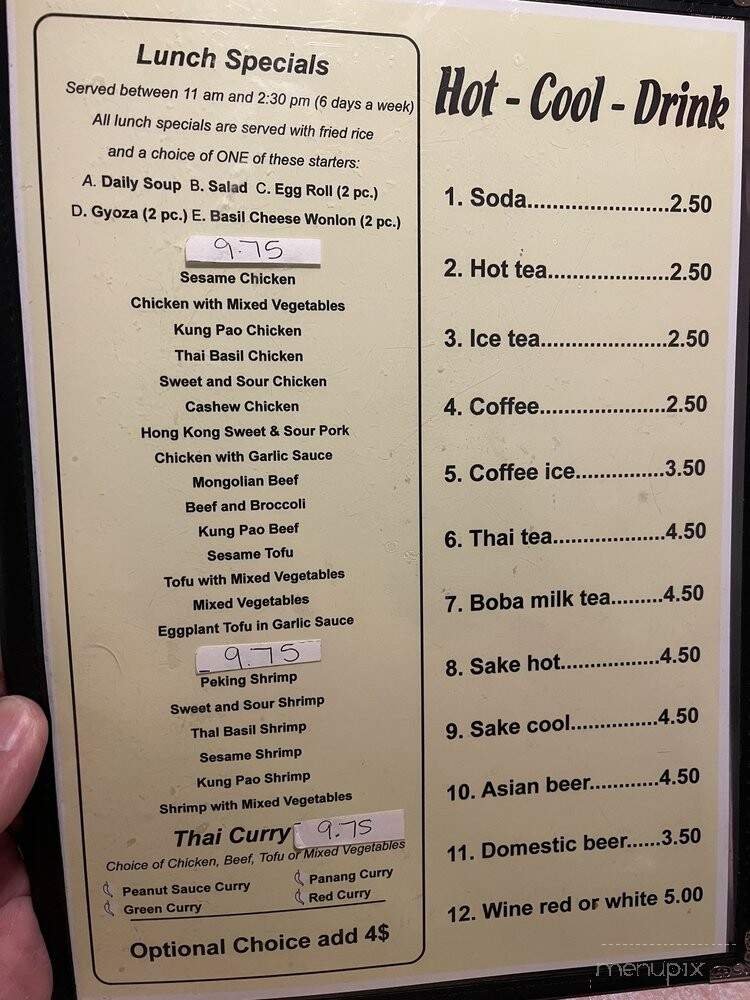 Lunch Specials
Served between 11 am and 2:30 pm (6 days a week)
All lunch specials are served with fried rice
and a choice of ONE of these starters:
A. Daily Soup B. Salad C. Egg Roll (2 pc.)
D. Gyoza (2 pc.) E. Basil Cheese Wonlon (2 pc.)
9.75
Sesame Chicken
Chicken with Mixed Vegetables
Kung Pao Chicken
Thai Basil Chicken
Sweet and Sour Chicken
Cashew Chicken
Hong Kong Sweet & Sour Pork
Chicken with Garlic Sauce
Mongolian Beef
Beef and Broccoli
Kung Pao Beef
Sesame Tofu
Tofu with Mixed Vegetables
Mixed Vegetables
Eggplant Tofu in Garlic Sauce
9.75
Peking Shrimp
Sweet and Sour Shrimp
Thai Basil Shrimp
Sesame Shrimp
Kung Pao Shrimp
Shrimp with Mixed Vegetables
Thai Curry 9.75
Choice of Chicken, Beef, Tofu or Mixed Vegetables
Peanut Sauce Curry Panang Curry
Green Curry Red Curry
Optional Choice add 4$
Hot - Cool - Drink
1. Soda.......................2.50
2. Hot tea....................2.50
3. Ice tea.....................2.50
4. Coffee.....................2.50
5. Coffee ice...............3.50
6. Thai tea...................4.50
7. Boba milk tea.........4.50
8. Sake hot.................4.50
9. Sake cool...............4.50
10. Asian beer............4.50
11. Domestic beer......3.50
12. Wine red or white 5.00
menupix